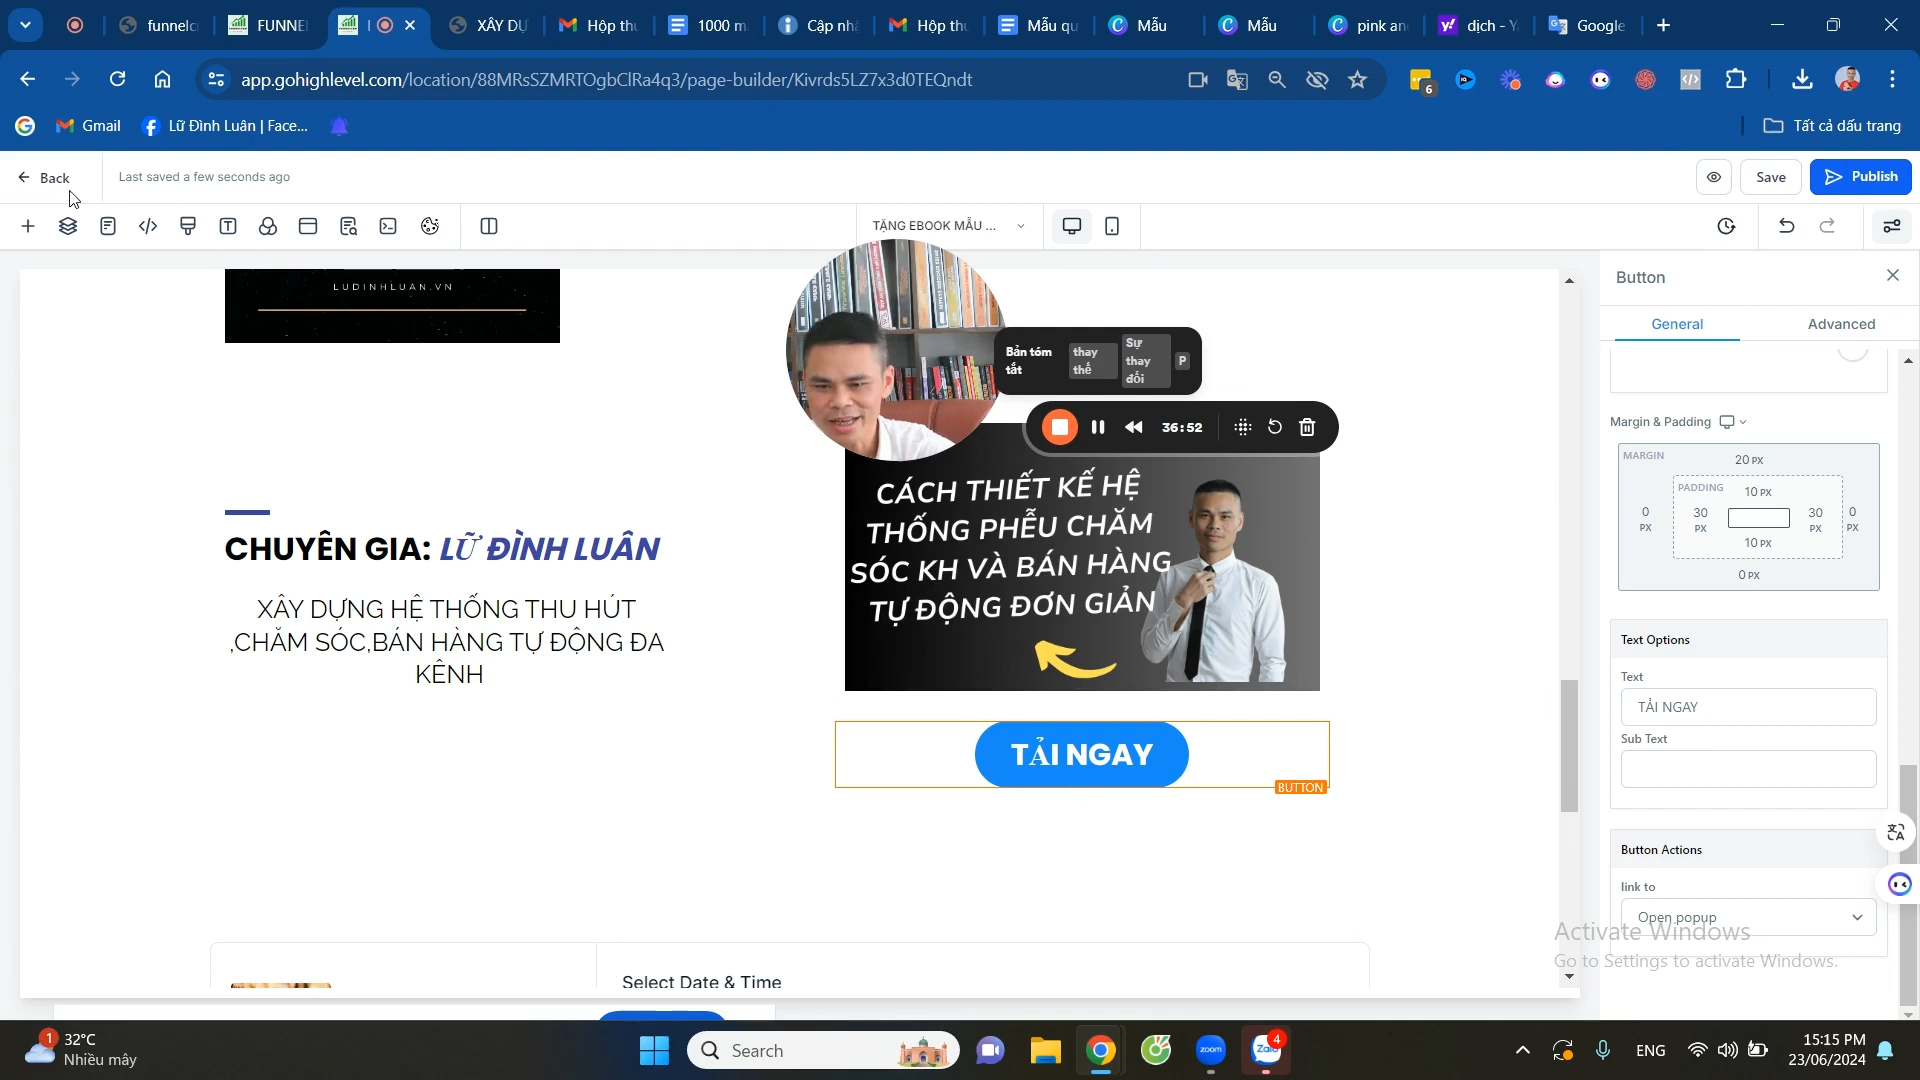 funnelc
FUNNE
XÂY DỰ
Hộp thư
1000 m
Cập nhậ
Hộp thư
Mẫu qu
Mẫu
Mẫu
pink an
dịch - Y
Google
app.gohighlevel.com/location/88MRsSZMRTOgbClRa4q3/page-builder/Kivrds5LZ7x3d0TEQndt
6
Gmail
Lữ Đình Luân | Face...
Tất cả dấu trang
Back
Last saved a few seconds ago
Save
Publish
TẶNG EBOOK MẪU ...
LUDINHLUAN.VN
Bản tóm tắt
thay thế
Sự thay đổi
P
36:52
CÁCH THIẾT KẾ HỆ
THỐNG PHỄU CHĂM
SÓC KH VÀ BÁN HÀNG
TỰ ĐỘNG ĐƠN GIẢN
CHUYÊN GIA: LỮ ĐÌNH LUÂN
XÂY DỰNG HỆ THỐNG THU HÚT
,CHĂM SÓC,BÁN HÀNG TỰ ĐỘNG ĐA
KÊNH
TẢI NGAY
BUTTON
Select Date & Time
Button
General
Advanced
Margin & Padding
MARGIN
20 PX
PADDING
10 PX
0 PX
30 PX
30 PX
0 PX
10 PX
0 PX
Text Options
Text
TẢI NGAY
Sub Text
Button Actions
link to
Open popup
Activate Windows
Go to Settings to activate Windows.
1
32°C
Nhiều mây
Search
zoom
Zalo
4
ENG
15:15 PM
23/06/2024